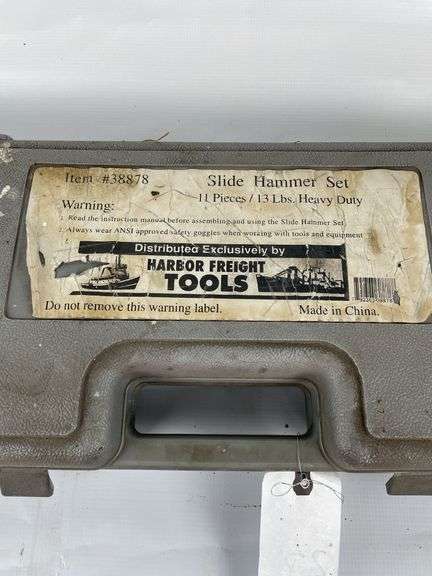 Item #38878 Slide Hammer Set
11 Pieces / 13 Lbs. Heavy Duty
Warning:
1. Read the instruction manual before assembling and using the Slide Hammer Set
2. Always wear ANSI approved safety goggles when working with tools and equipment
Distributed Exclusively by
HARBOR FREIGHT
TOOLS
Do not remove this warning label. Made in China.